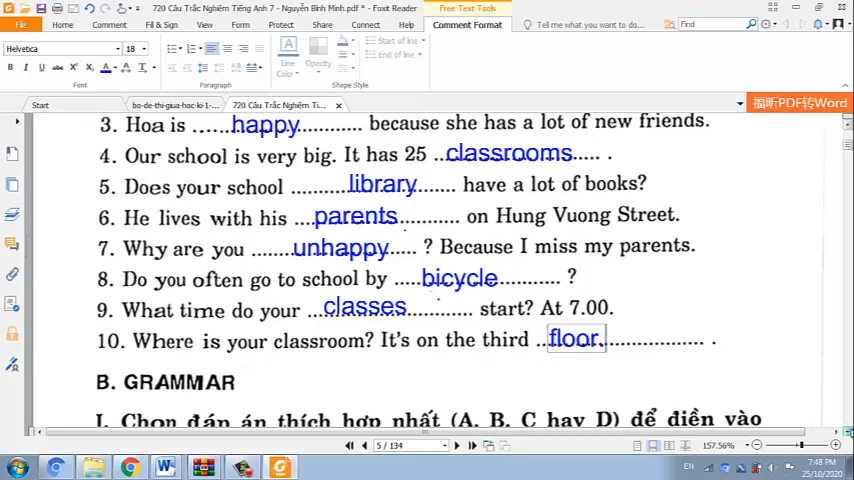 720 Câu Trắc Nghiệm Tiếng Anh 7 - Nguyễn Bình Minh.pdf * - Foxit Reader
Free Text Tools
File Home Comment Fill & Sign View Form Protect Share Connect Help Comment Format Tell me what you want to do... Find
Helvetica 18
Start of line
End of line
Line Color
Opacity
Font Paragraph Shape Style
Start bo-de-thi-giua-hoc-ki-1-... 720 Câu Trắc Nghiệm Ti... 福昕PDF转Word
3. Hoa is ......happy............. because she has a lot of new friends.
4. Our school is very big. It has 25 ..classrooms..... .
5. Does your school ............library....... have a lot of books?
6. He lives with his ....parents........... on Hung Vuong Street.
7. Why are you ........unhappy..... ? Because I miss my parents.
8. Do you often go to school by .....bicycle............ ?
9. What time do your ...classes............. start? At 7.00.
10. Where is your classroom? It's on the third ..floor.................... .
B. GRAMMAR
I. Chọn đáp án thích hợp nhất (A, B, C hay D) để điền vào
5 / 134 157.56%
EN 7:48 PM
25/10/2020